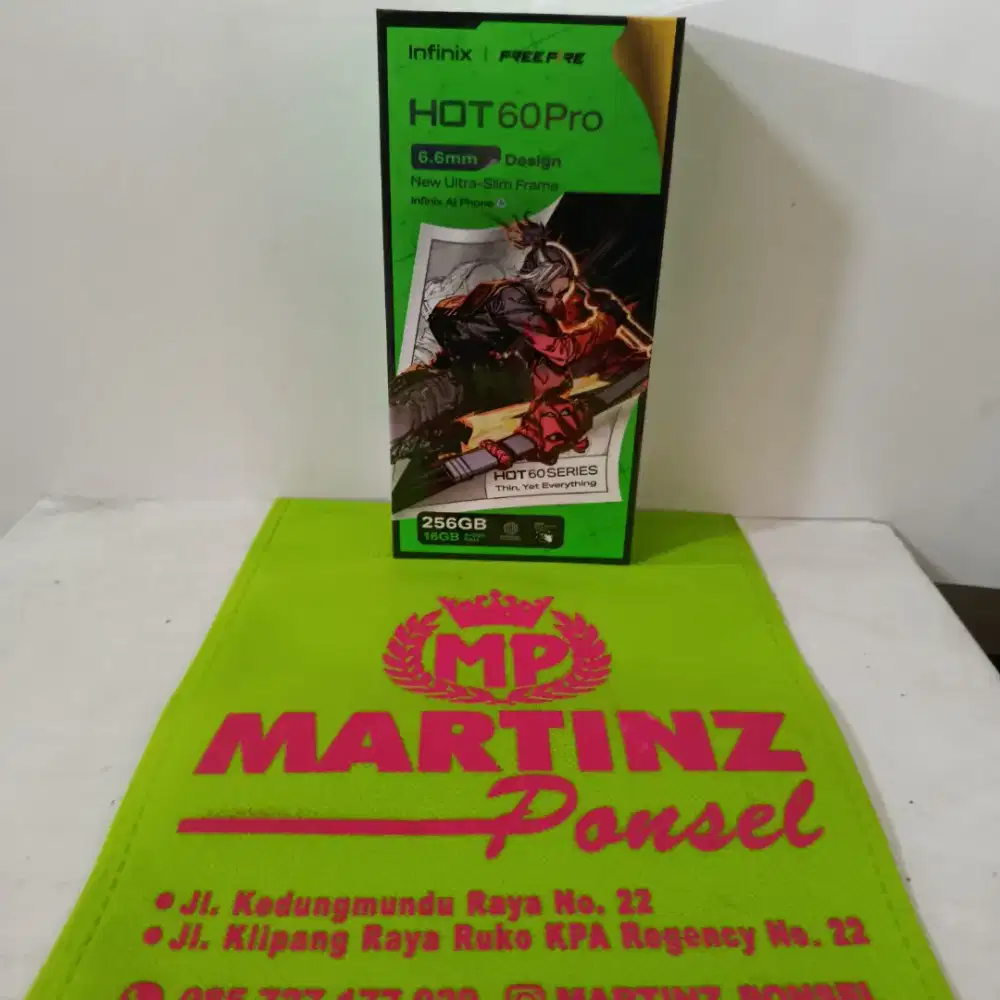 Infinix | FREE FIRE
HOT 60 Pro
6.6mm Design
New Ultra-Slim Frame
Infinix AI Phone
HOT 60 SERIES
Thin, Yet Everything
256GB
16GB
MP
MARTINZ
Ponsel
• Jl. Kedungmundu Raya No. 22
• Jl. Klipang Raya Ruko KPA Regency No. 22
MARTINZ PONSEL